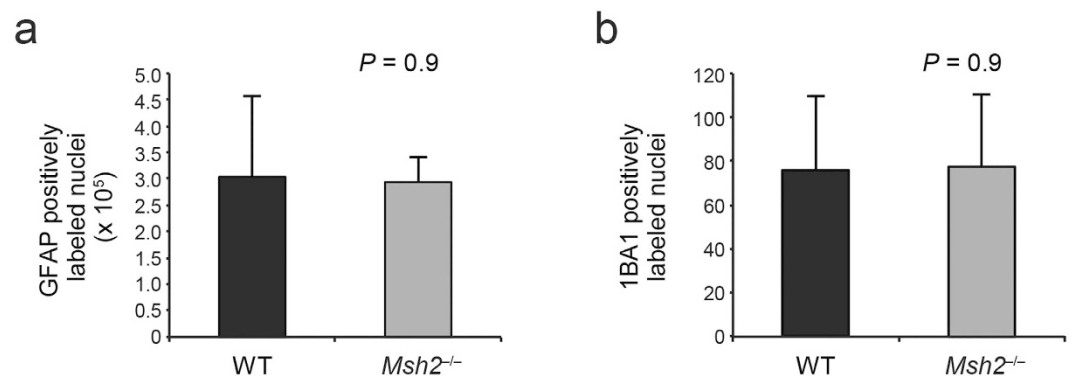 a
P = 0.9
GFAP positively
labeled nuclei
(x 10⁵)
5.0
4.5
4.0
3.5
3.0
2.5
2.0
1.5
1.0
0.5
0
WT
Msh2⁻/⁻
b
P = 0.9
1BA1 positively
labeled nuclei
120
100
80
60
40
20
0
WT
Msh2⁻/⁻